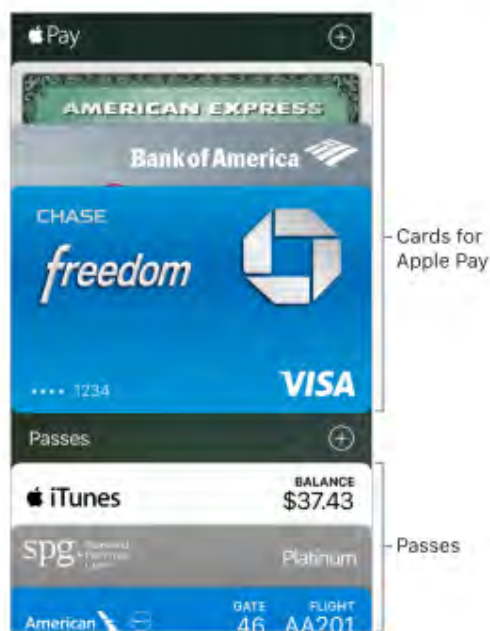 Pay
AMERICAN EXPRESS
Bank of America
CHASE
freedom
•••• 1234
VISA
Cards for
Apple Pay
Passes
iTunes
BALANCE
$37.43
spg
Platinum
Passes
American
GATE
46
FLIGHT
AA201